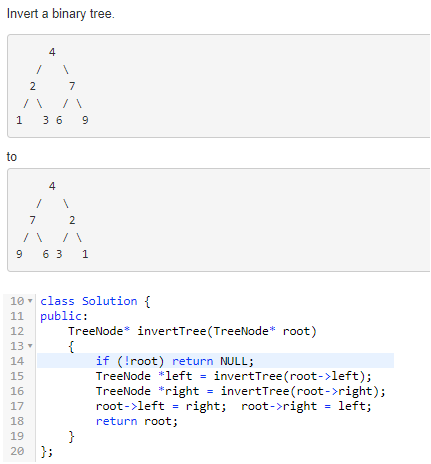 Invert a binary tree.
4
/ \
2 7
/ \ / \
1 3 6 9
to
4
/ \
7 2
/ \ / \
9 6 3 1
10 class Solution {
11 public:
12 TreeNode* invertTree(TreeNode* root)
13 {
14 if (!root) return NULL;
15 TreeNode *left = invertTree(root->left);
16 TreeNode *right = invertTree(root->right);
17 root->left = right; root->right = left;
18 return root;
19 }
20 };